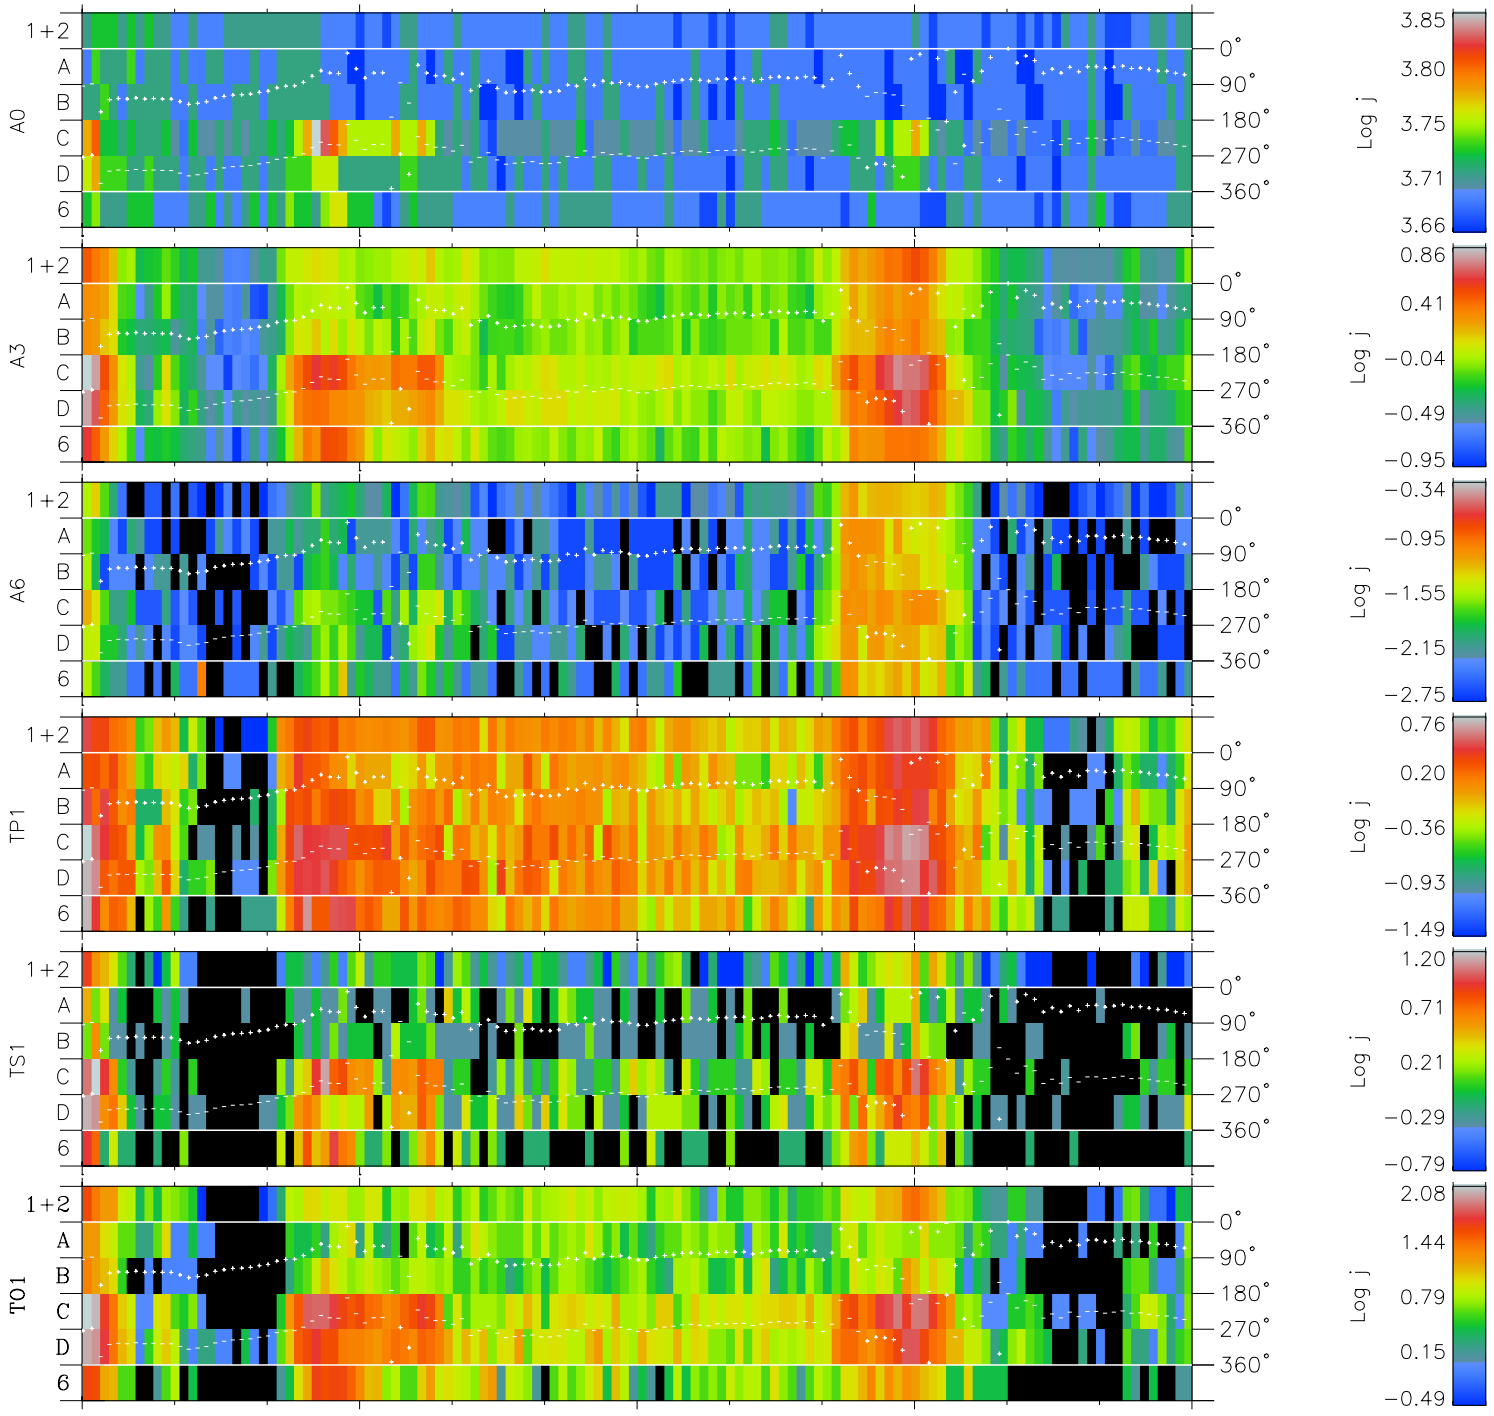 A0
1+2
A
B
C
D
6
0°
90°
180°
270°
360°
Log j
3.85
3.80
3.75
3.71
3.66
A3
1+2
A
B
C
D
6
0°
90°
180°
270°
360°
Log j
0.86
0.41
−0.04
−0.49
−0.95
A6
1+2
A
B
C
D
6
0°
90°
180°
270°
360°
Log j
−0.34
−0.95
−1.55
−2.15
−2.75
TP1
1+2
A
B
C
D
6
0°
90°
180°
270°
360°
Log j
0.76
0.20
−0.36
−0.93
−1.49
TS1
1+2
A
B
C
D
6
0°
90°
180°
270°
360°
Log j
1.20
0.71
0.21
−0.29
−0.79
TO1
1+2
A
B
C
D
6
0°
90°
180°
270°
360°
Log j
2.08
1.44
0.79
0.15
−0.49